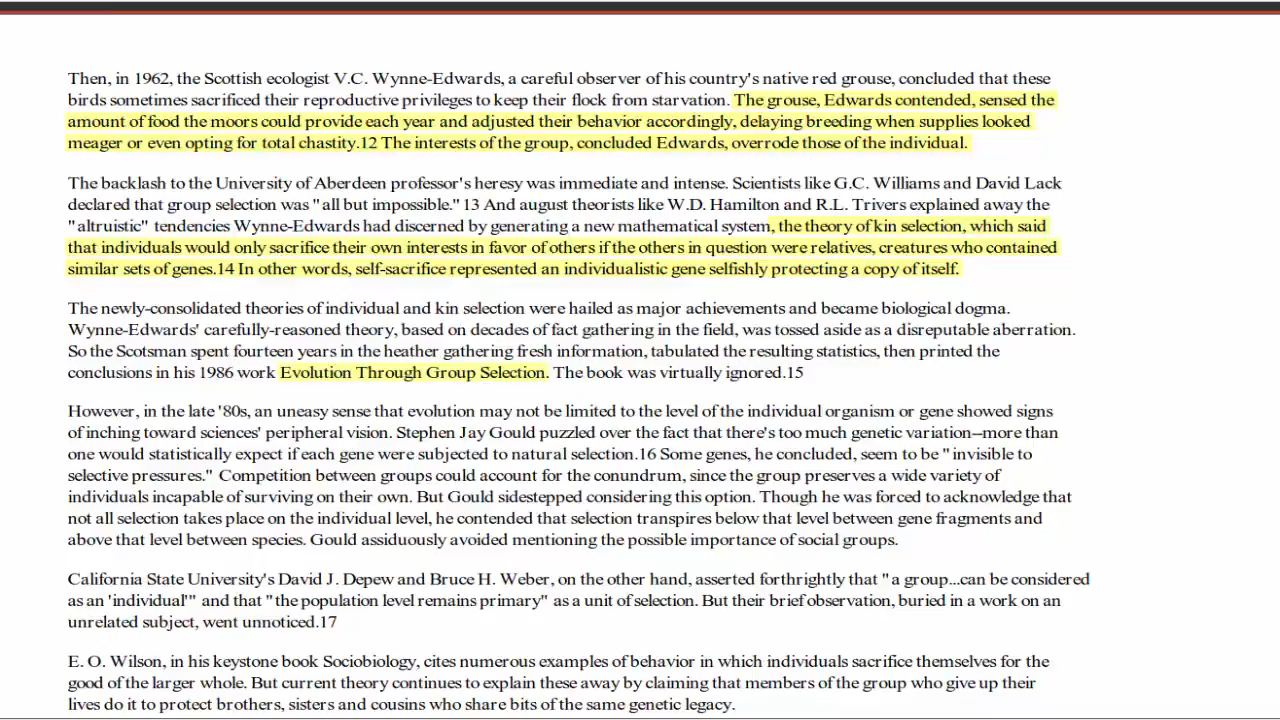 Then, in 1962, the Scottish ecologist V.C. Wynne-Edwards, a careful observer of his country's native red grouse, concluded that these
birds sometimes sacrificed their reproductive privileges to keep their flock from starvation. The grouse, Edwards contended, sensed the
amount of food the moors could provide each year and adjusted their behavior accordingly, delaying breeding when supplies looked
meager or even opting for total chastity.12 The interests of the group, concluded Edwards, overrode those of the individual.
The backlash to the University of Aberdeen professor's heresy was immediate and intense. Scientists like G.C. Williams and David Lack
declared that group selection was "all but impossible."13 And august theorists like W.D. Hamilton and R.L. Trivers explained away the
"altruistic" tendencies Wynne-Edwards had discerned by generating a new mathematical system, the theory of kin selection, which said
that individuals would only sacrifice their own interests in favor of others if the others in question were relatives, creatures who contained
similar sets of genes.14 In other words, self-sacrifice represented an individualistic gene selfishly protecting a copy of itself.
The newly-consolidated theories of individual and kin selection were hailed as major achievements and became biological dogma.
Wynne-Edwards' carefully-reasoned theory, based on decades of fact gathering in the field, was tossed aside as a disreputable aberration.
So the Scotsman spent fourteen years in the heather gathering fresh information, tabulated the resulting statistics, then printed the
conclusions in his 1986 work Evolution Through Group Selection. The book was virtually ignored.15
However, in the late '80s, an uneasy sense that evolution may not be limited to the level of the individual organism or gene showed signs
of inching toward sciences' peripheral vision. Stephen Jay Gould puzzled over the fact that there's too much genetic variation--more than
one would statistically expect if each gene were subjected to natural selection.16 Some genes, he concluded, seem to be "invisible to
selective pressures." Competition between groups could account for the conundrum, since the group preserves a wide variety of
individuals incapable of surviving on their own. But Gould sidestepped considering this option. Though he was forced to acknowledge that
not all selection takes place on the individual level, he contended that selection transpires below that level between gene fragments and
above that level between species. Gould assiduously avoided mentioning the possible importance of social groups.
California State University's David J. Depew and Bruce H. Weber, on the other hand, asserted forthrightly that "a group...can be considered
as an 'individual'" and that "the population level remains primary" as a unit of selection. But their brief observation, buried in a work on an
unrelated subject, went unnoticed.17
E. O. Wilson, in his keystone book Sociobiology, cites numerous examples of behavior in which individuals sacrifice themselves for the
good of the larger whole. But current theory continues to explain these away by claiming that members of the group who give up their
lives do it to protect brothers, sisters and cousins who share bits of the same genetic legacy.